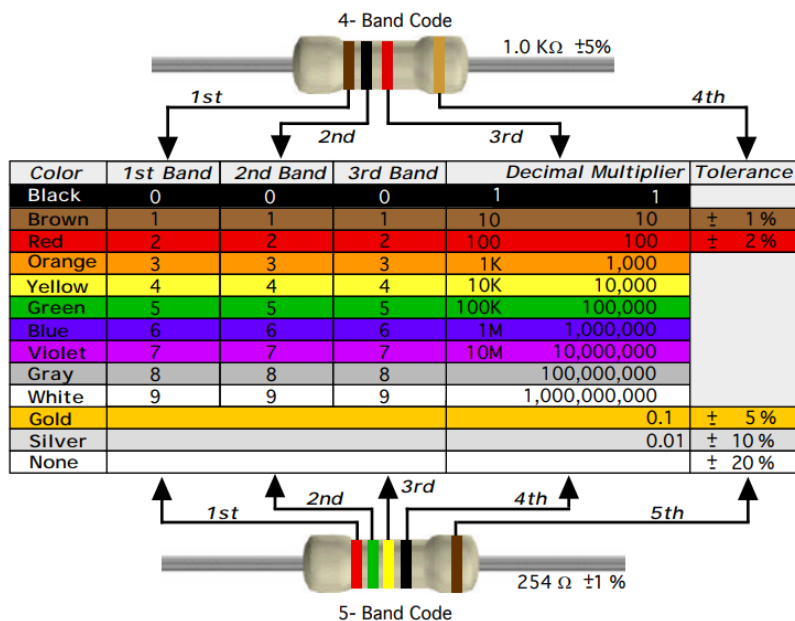 4- Band Code
1.0 KΩ ±5%
1st
4th
2nd
3rd
Color 1st Band 2nd Band 3rd Band Decimal Multiplier Tolerance
Black 0 0 0 1 1
Brown 1 1 1 10 10 ± 1%
Red 2 2 2 100 100 ± 2%
Orange 3 3 3 1K 1,000
Yellow 4 4 4 10K 10,000
Green 5 5 5 100K 100,000
Blue 6 6 6 1M 1,000,000
Violet 7 7 7 10M 10,000,000
Gray 8 8 8 100,000,000
White 9 9 9 1,000,000,000
Gold 0.1 ± 5%
Silver 0.01 ± 10%
None ± 20%
3rd
2nd
4th
1st
5th
254 Ω ±1 %
5- Band Code